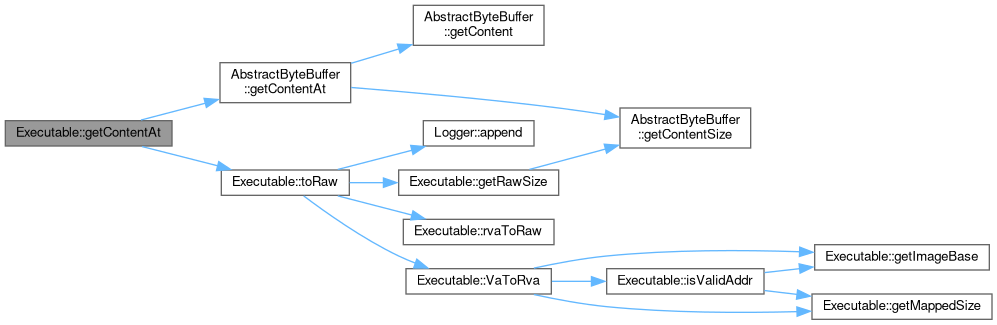 AbstractByteBuffer
::getContent
AbstractByteBuffer
::getContentAt
Executable::getContentAt
AbstractByteBuffer
::getContentSize
Logger::append
Executable::toRaw
Executable::getRawSize
Executable::rvaToRaw
Executable::VaToRva
Executable::isValidAddr
Executable::getImageBase
Executable::getMappedSize